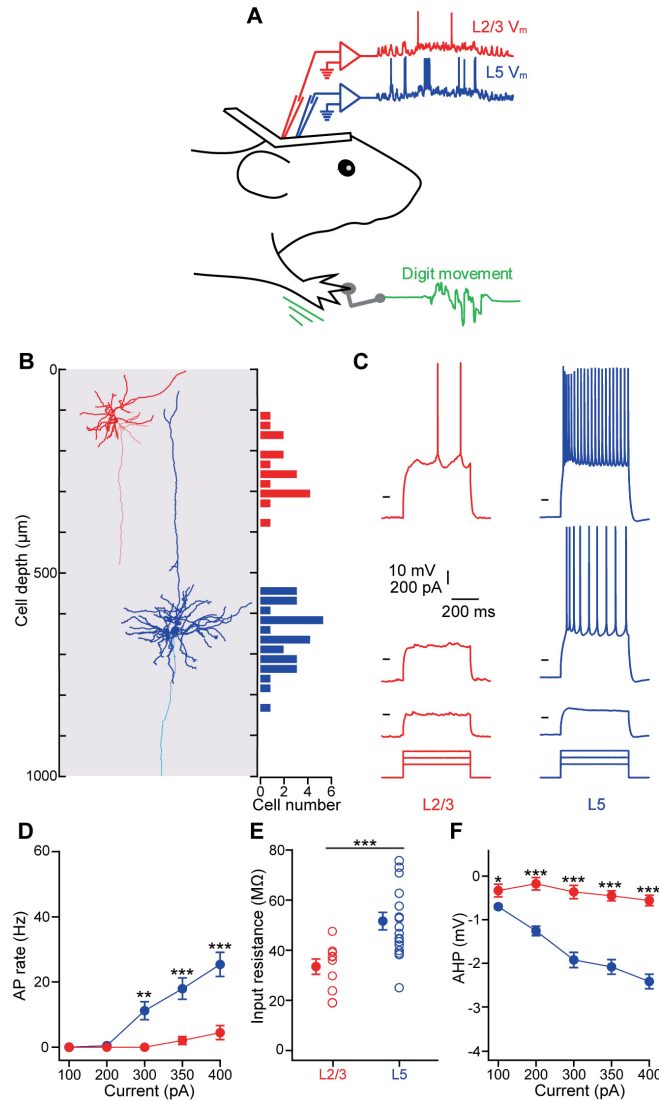 A
L2/3 Vm
L5 Vm
Digit movement
B
0
500
1000
Cell depth (µm)
0 2 4 6
Cell number
C
10 mV
200 pA
200 ms
L2/3
L5
D
60
40
20
0
AP rate (Hz)
** *** ***
100 200 300 350 400
Current (pA)
E
80
60
40
20
0
Input resistance (MΩ)
***
L2/3 L5
F
0
-1
-2
-3
-4
AHP (mV)
* *** *** *** ***
100 200 300 350 400
Current (pA)